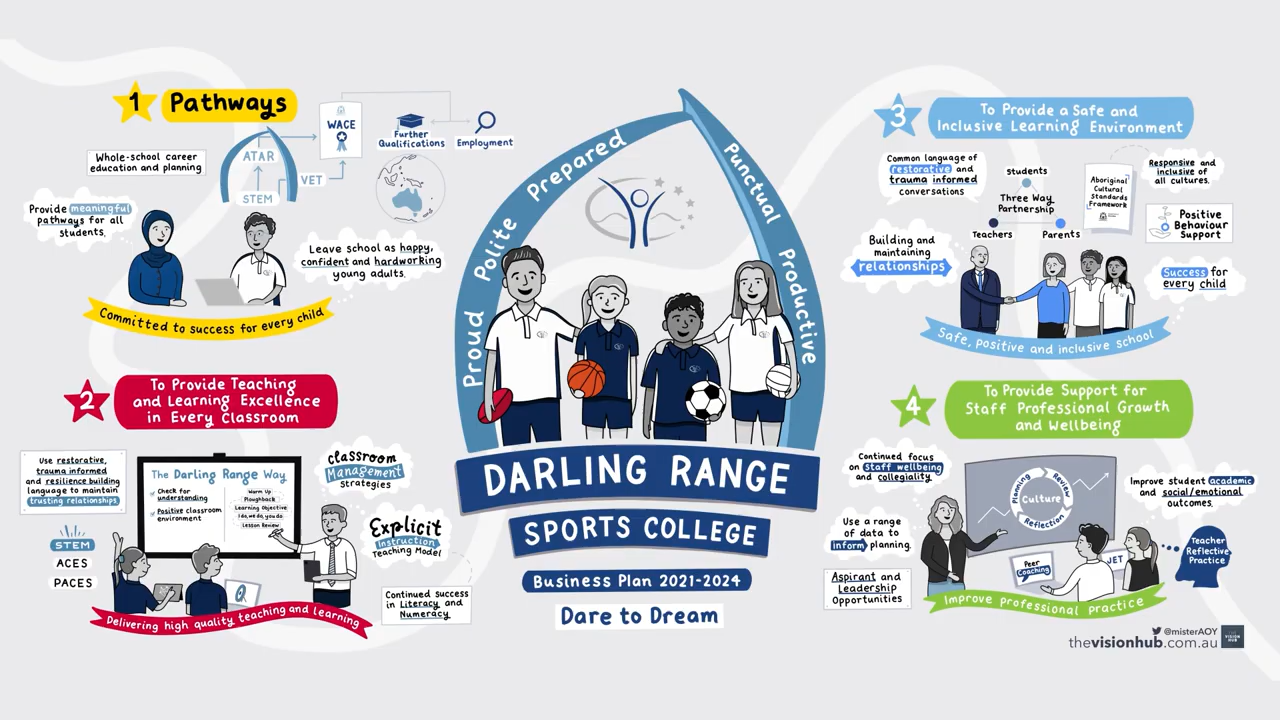 1 Pathways
Whole-school career
education and planning
ATAR
STEM
VET
WACE
Further
Qualifications
Employment
Provide meaningful
pathways for all
students.
Leave school as happy,
confident and hardworking
young adults.
Committed to success for every child
2 To Provide Teaching
and Learning Excellence
in Every Classroom
Use restorative,
trauma informed
and resilience building
language to maintain
trusting relationships
STEM
ACES
PACES
The Darling Range Way
Check for
understanding
Positive classroom
environment
Warm Up
Ploughback
Learning Objective
I do, we do, you do
Lesson Review
Classroom
Management
Strategies
Explicit
Instruction
Teaching Model
Continued success
in Literacy and
Numeracy
Delivering high quality teaching and learning
Proud Polite Prepared
Punctual Productive
DARLING RANGE
SPORTS COLLEGE
Business Plan 2021-2024
Dare to Dream
3 To Provide a Safe and
Inclusive Learning Environment
Common language of
restorative and
trauma informed
conversations
students
Three Way
Partnership
Teachers
Parents
Aboriginal
Cultural
Standards
Framework
Responsive and
inclusive of
all cultures.
Positive
Behaviour
Support
Building and
maintaining
relationships
Success for
every child
Safe, positive and inclusive school
4 To Provide Support for
Staff Professional Growth
and Wellbeing
Continued focus
on staff wellbeing
and collegiality
Use a range
of data to
inform planning.
Aspirant and
Leadership
Opportunities
Planning
Review
Reflection
Culture
Peer
Coaching
JET
Improve student academic
and social/emotional
outcomes.
Teacher
Reflective
Practice
Improve professional practice
@misterAOY
thevisionhub.com.au
THE
VISION
HUB